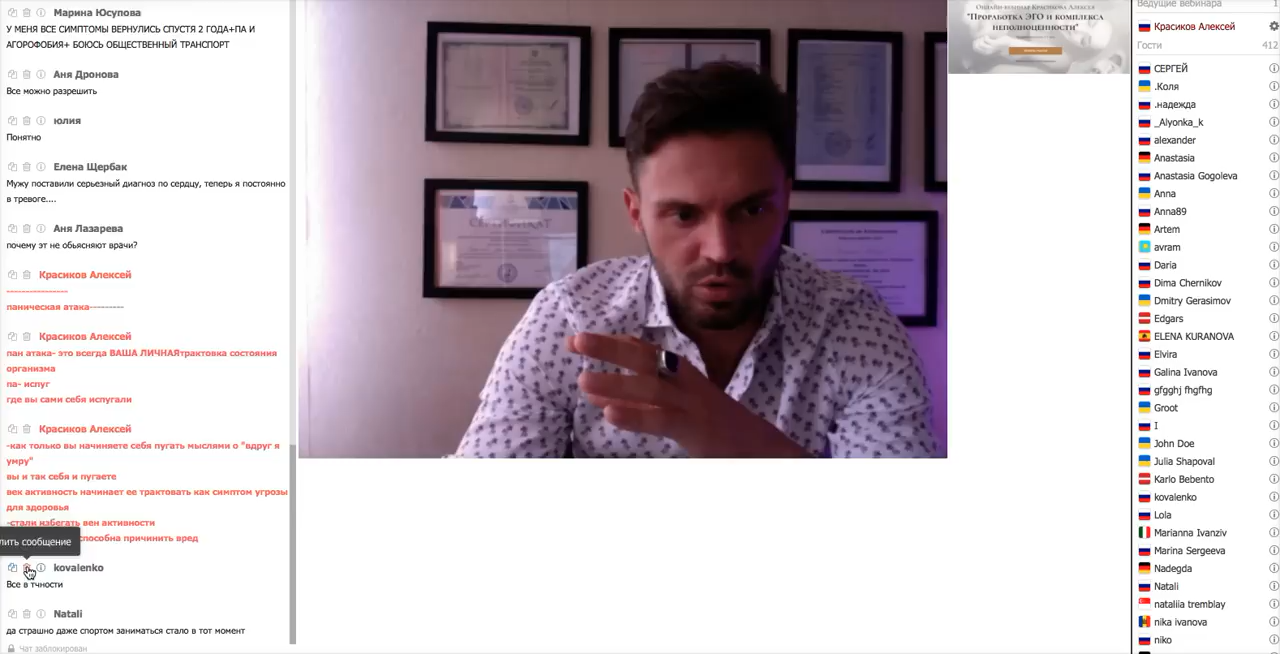 Марина Юсупова
У МЕНЯ ВСЕ СИМПТОМЫ ВЕРНУЛИСЬ СПУСТЯ 2 ГОДА+ПА И
АГОРОФОБИЯ+ БОЮСЬ ОБЩЕСТВЕННЫЙ ТРАНСПОРТ
Аня Дронова
Все можно разрешить
юлия
Понятно
Елена Щербак
Мужу поставили серьезный диагноз по сердцу, теперь я постоянно
в тревоге....
Аня Лазарева
почему эт не обьясняют врачи?
Красиков Алексей
----------------
паническая атака---------
Красиков Алексей
пан атака- это всегда ВАША ЛИЧНАЯтрактовка состояния
организма
па- испуг
где вы сами себя испугали
Красиков Алексей
-как только вы начиняете себя пугать мыслями о "вдруг я
умру"
вы и так себя и пугаете
век активность начинает ее трактовать как симптом угрозы
для здоровья
-стали избегать вен активности
способна причинить вред
лить сообщение
kovalenko
Все в тчности
Natali
да страшно даже спортом заниматься стало в тот момент
Чат заблокирован
Онлайн-вебинар Красикова Алексея
"Проработка ЭГО и комплекса
неполноценности"
Ведущие вебинара 1
Красиков Алексей
Гости 412
СЕРГЕЙ
.Коля
.надежда
_Alyonka_k
alexander
Anastasia
Anastasia Gogoleva
Anna
Anna89
Artem
avram
Daria
Dima Chernikov
Dmitry Gerasimov
Edgars
ELENA KURANOVA
Elvira
Galina Ivanova
gfgghj fhgfhg
Groot
I
John Doe
Julia Shapoval
Karlo Bebento
kovalenko
Lola
Marianna Ivanziv
Marina Sergeeva
Nadegda
Natali
nataliia tremblay
nika ivanova
niko